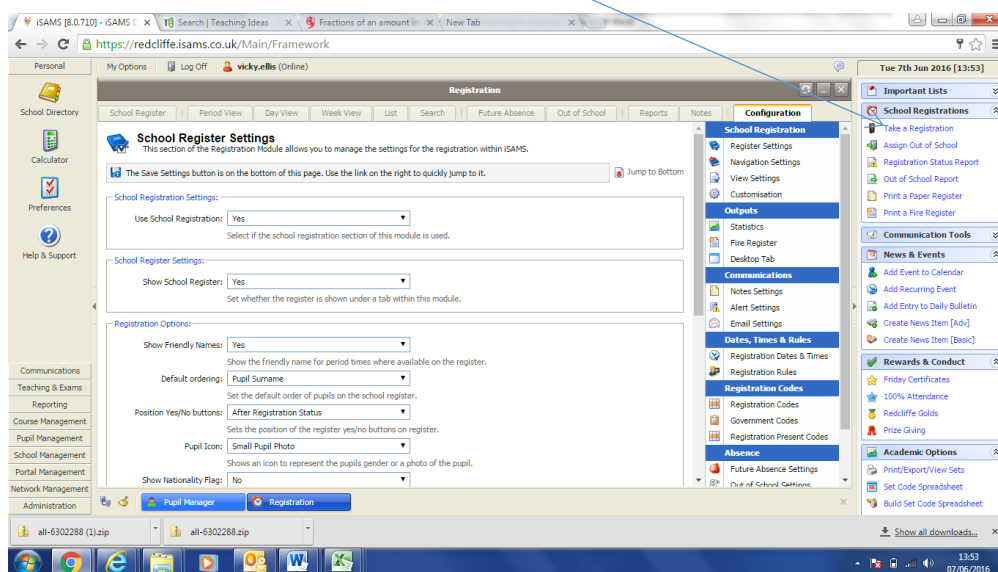 iSAMS [8.0.710] - iSAMS
Search | Teaching Ideas
Fractions of an amount in
New Tab
https://redcliffe.isams.co.uk/Main/Framework
Personal
My Options
Log Off
vicky.ellis (Online)
Tue 7th Jun 2016 [13:53]
School Directory
Calculator
Preferences
Help & Support
Communications
Teaching & Exams
Reporting
Course Management
Pupil Management
School Management
Portal Management
Network Management
Administration
Registration
School Register
Period View
Day View
Week View
List
Search
Future Absence
Out of School
Reports
Notes
Configuration
School Register Settings
This section of the Registration Module allows you to manage the settings for the registration within iSAMS.
The Save Settings button is on the bottom of this page. Use the link on the right to quickly jump to it.
Jump to Bottom
School Registration Settings:
Use School Registration: Yes
Select if the school registration section of this module is used.
School Register Settings:
Show School Register: Yes
Set whether the register is shown under a tab within this module.
Registration Options:
Show Friendly Names: Yes
Show the friendly name for period times where available on the register.
Default ordering: Pupil Surname
Set the default order of pupils on the school register.
Position Yes/No buttons: After Registration Status
Sets the position of the register yes/no buttons on register.
Pupil Icon: Small Pupil Photo
Shows an icon to represent the pupils gender or a photo of the pupil.
Show Nationality Flag: No
School Registration
Register Settings
Navigation Settings
View Settings
Customisation
Outputs
Statistics
Fire Register
Desktop Tab
Communications
Notes Settings
Alert Settings
Email Settings
Dates, Times & Rules
Registration Dates & Times
Registration Rules
Registration Codes
Registration Codes
Government Codes
Registration Present Codes
Absence
Future Absence Settings
Out of School Settings
Important Lists
School Registrations
Take a Registration
Assign Out of School
Registration Status Report
Out of School Report
Print a Paper Register
Print a Fire Register
Communication Tools
News & Events
Add Event to Calendar
Add Recurring Event
Add Entry to Daily Bulletin
Create News Item [Adv]
Create News Item [Basic]
Rewards & Conduct
Friday Certificates
100% Attendance
Redcliffe Golds
Prize Giving
Academic Options
Print/Export/View Sets
Set Code Spreadsheet
Build Set Code Spreadsheet
Pupil Manager
Registration
all-6302288 (1).zip
all-6302288.zip
Show all downloads...
13:53
07/06/2016